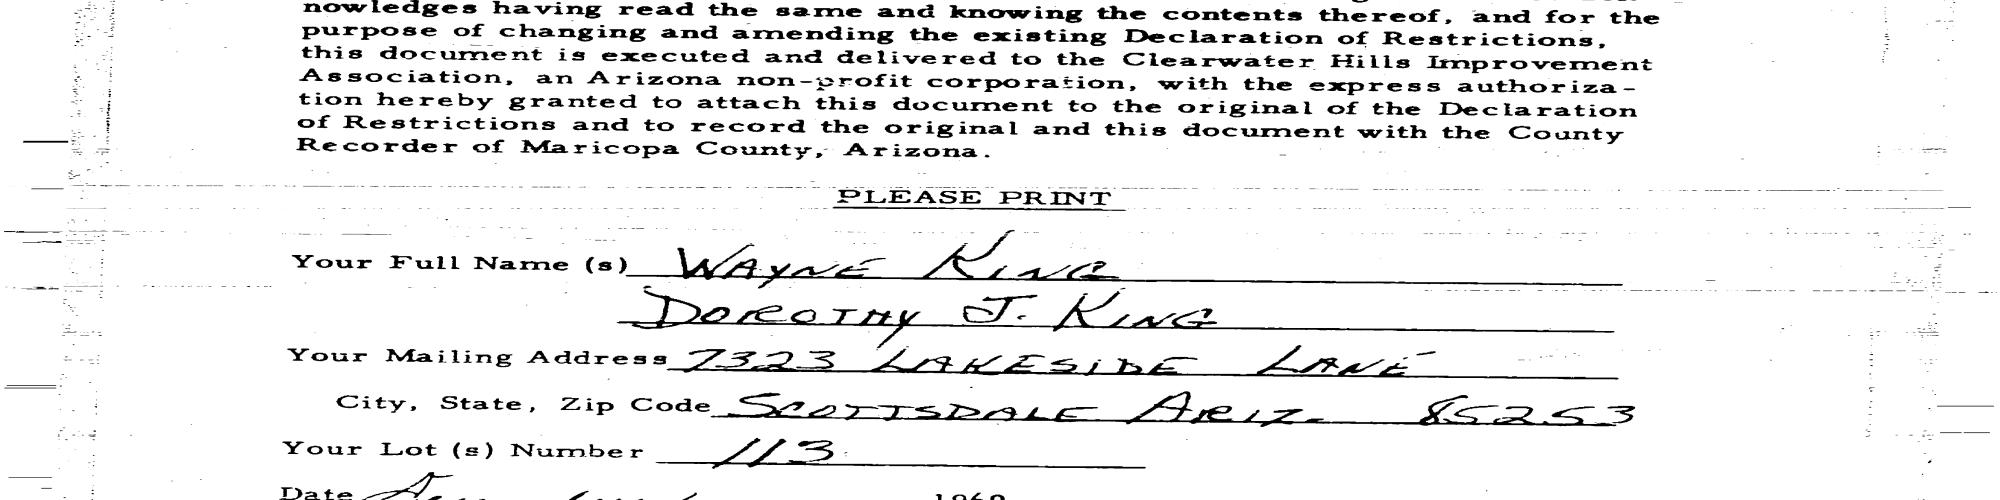 nowledges having read the same and knowing the contents thereof, and for the
purpose of changing and amending the existing Declaration of Restrictions,
this document is executed and delivered to the Clearwater Hills Improvement
Association, an Arizona non-profit corporation, with the express authoriza-
tion hereby granted to attach this document to the original of the Declaration
of Restrictions and to record the original and this document with the County
Recorder of Maricopa County, Arizona.
PLEASE PRINT
Your Full Name (s) WAYNE KING
DOROTHY J. KING
Your Mailing Address 7323 LAKESIDE LANE
City, State, Zip Code SCOTTSDALE ARIZ. 85253
Your Lot (s) Number 113
Date